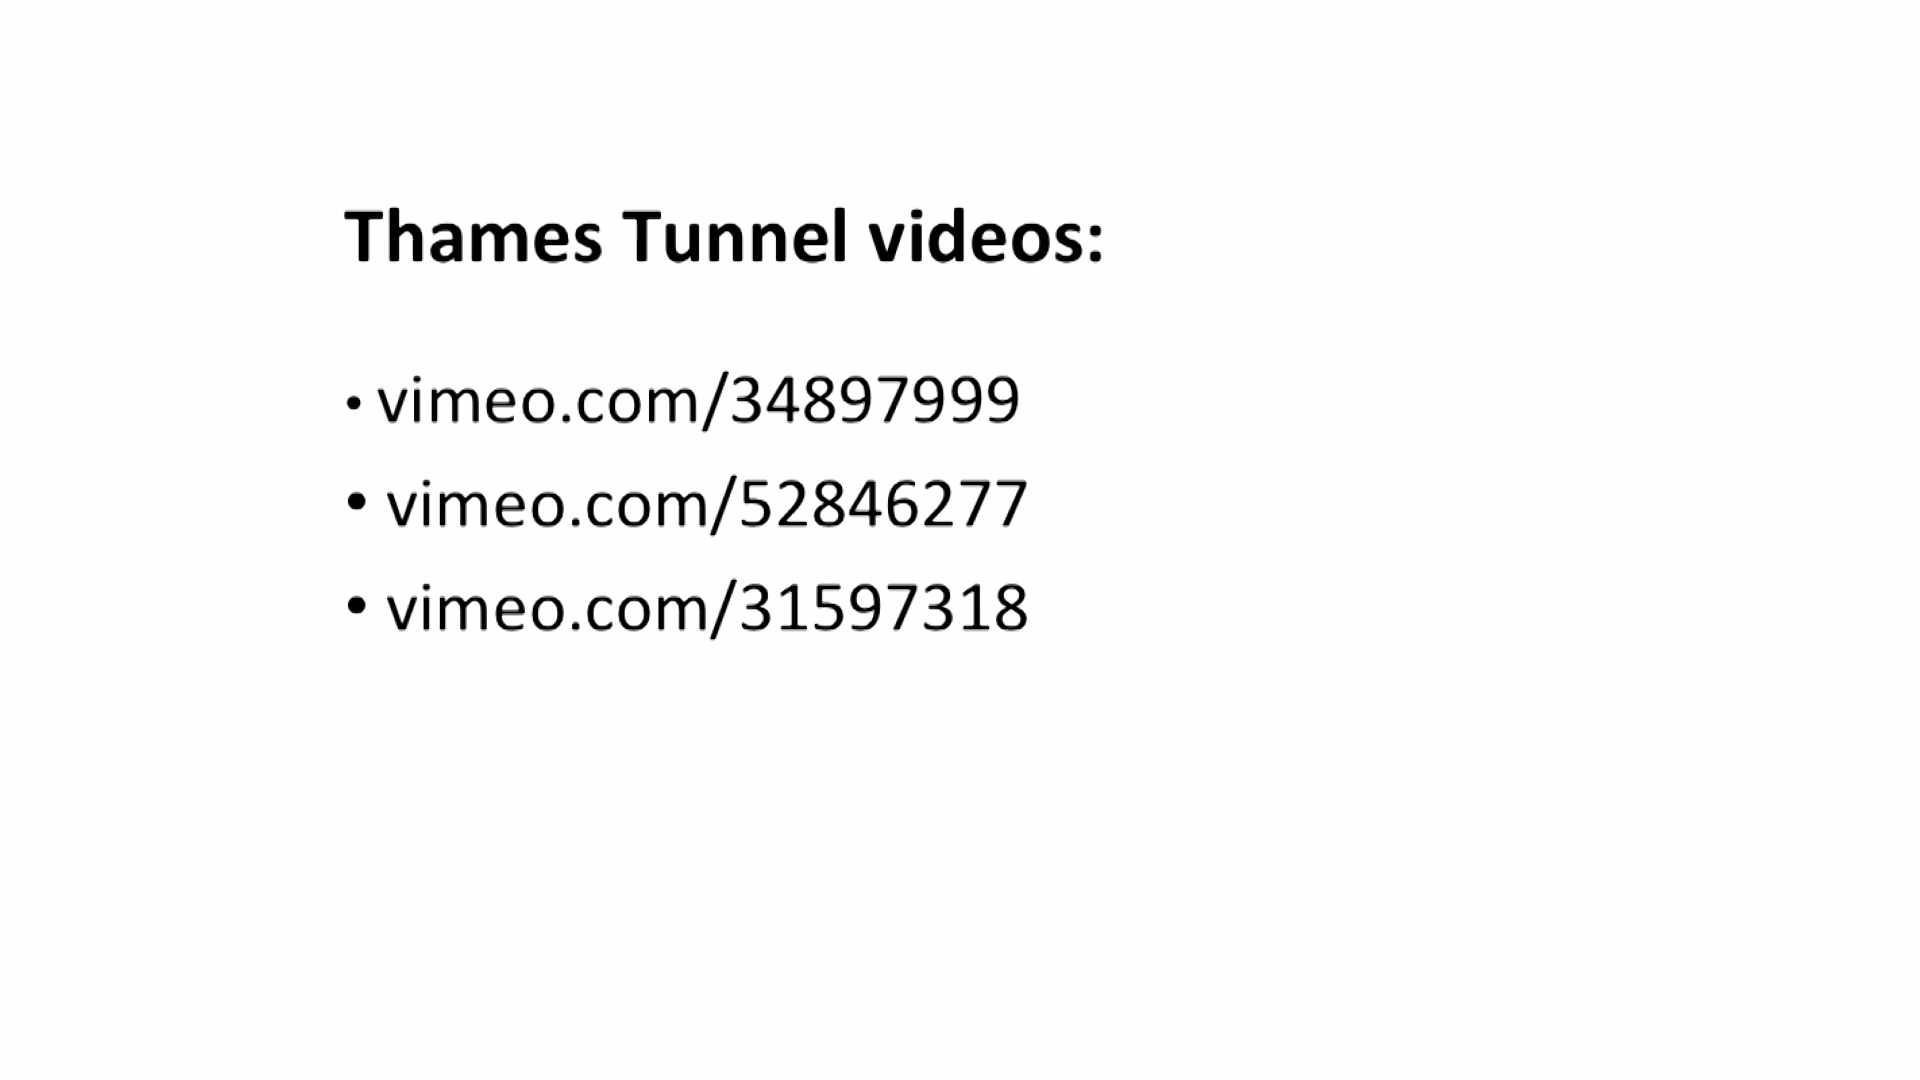 Thames Tunnel videos:
• vimeo.com/34897999
• vimeo.com/52846277
• vimeo.com/31597318